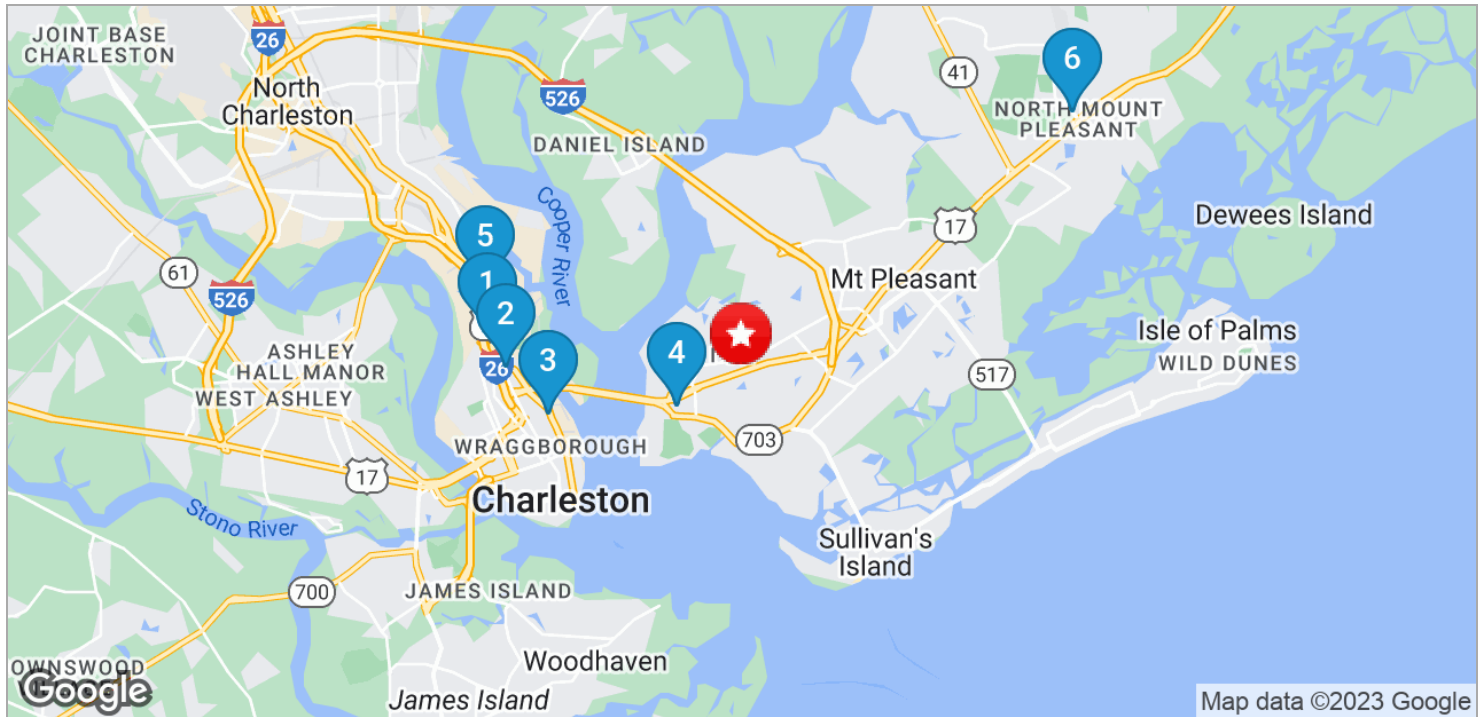 JOINT BASE
CHARLESTON
26
North
Charleston
526
DANIEL ISLAND
41
6
NORTH MOUNT
PLEASANT
Cooper River
Dewees Island
17
5
61
526
1
Mt Pleasant
2
Isle of Palms
WILD DUNES
ASHLEY
HALL MANOR
26
3
4
517
WEST ASHLEY
WRAGGBOROUGH
703
17
Charleston
Stono River
Sullivan's
Island
700
JAMES ISLAND
Woodhaven
OWNSWOOD
Google
James Island
Map data ©2023 Google